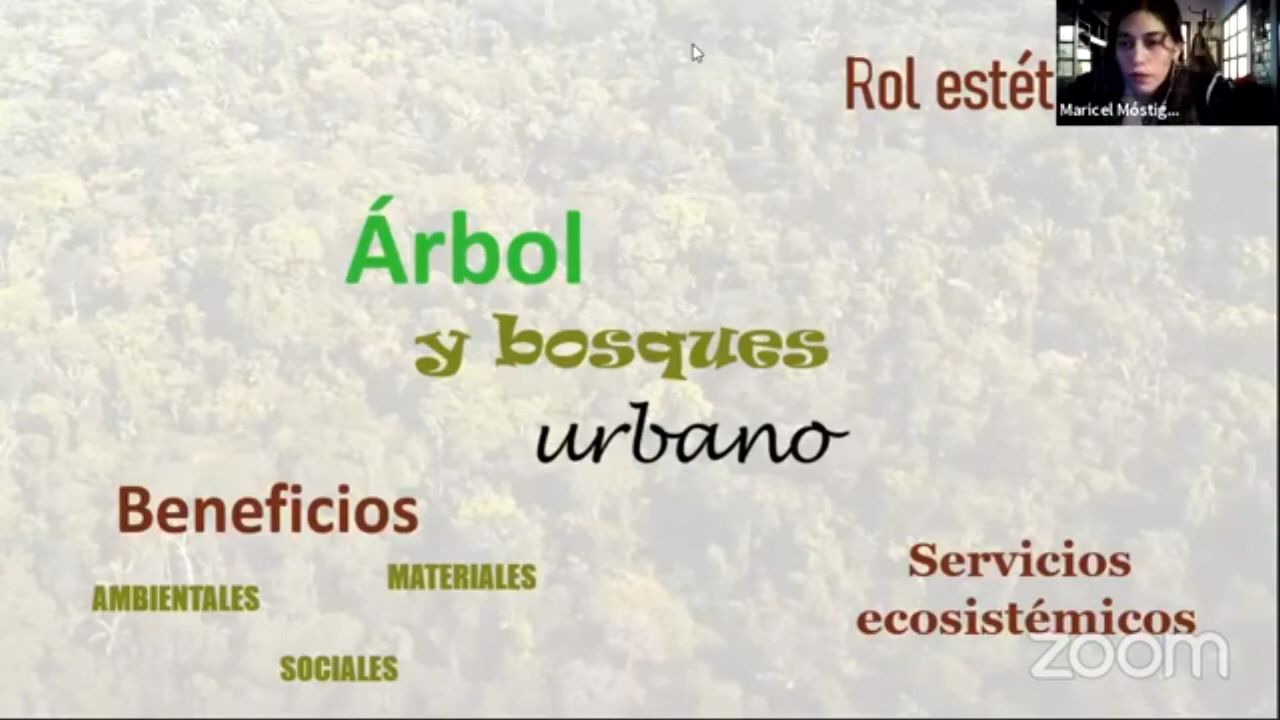 Rol estét
Maricel Móstig...
Árbol
y bosques
urbano
Beneficios
AMBIENTALES
MATERIALES
SOCIALES
Servicios
ecosistémicos
zoom